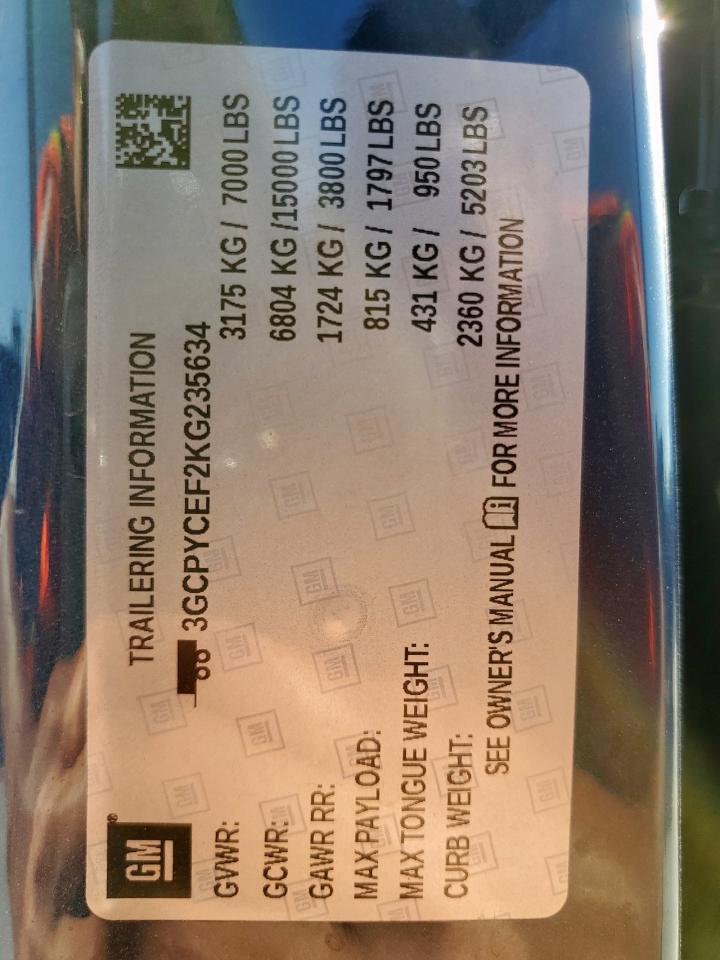 GM®
TRAILERING INFORMATION
3GCPYCEF2KG235634
GVWR: 3175 KG / 7000 LBS
GCWR: 6804 KG /15000 LBS
GAWR RR: 1724 KG / 3800 LBS
MAX PAYLOAD: 815 KG / 1797 LBS
MAX TONGUE WEIGHT: 431 KG / 950 LBS
CURB WEIGHT: 2360 KG / 5203 LBS
SEE OWNER'S MANUAL FOR MORE INFORMATION